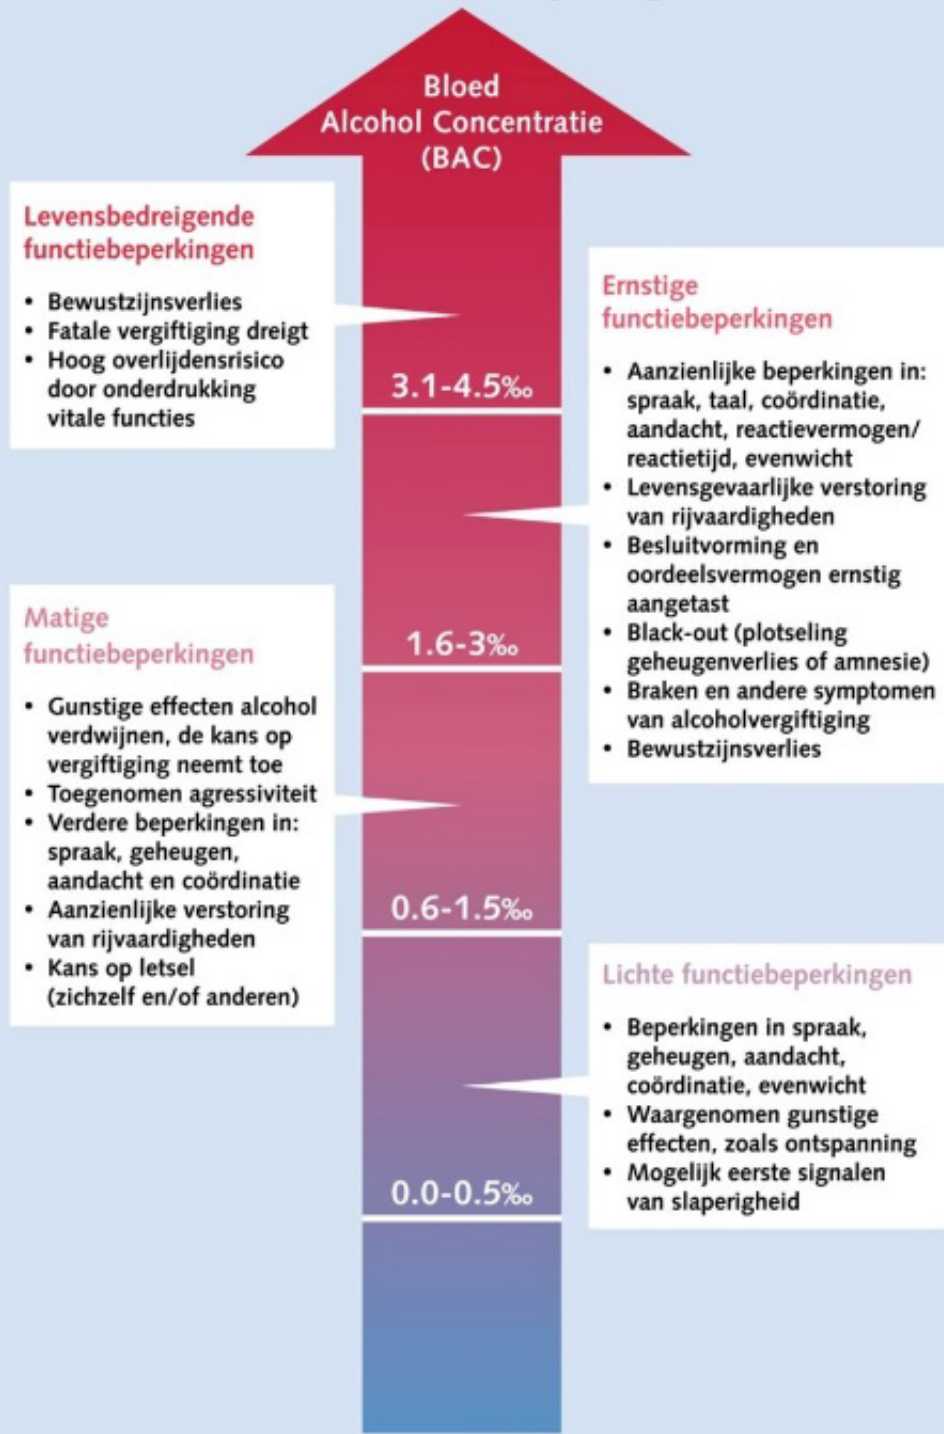 Bloed
Alcohol Concentratie
(BAC)
Levensbedreigende
functiebeperkingen
• Bewustzijnsverlies
• Fatale vergiftiging dreigt
• Hoog overlijdensrisico
door onderdrukking
vitale functies
3.1-4.5‰
Ernstige
functiebeperkingen
• Aanzienlijke beperkingen in:
spraak, taal, coördinatie,
aandacht, reactievermogen/
reactietijd, evenwicht
• Levensgevaarlijke verstoring
van rijvaardigheden
• Besluitvorming en
oordeelsvermogen ernstig
aangetast
• Black-out (plotseling
geheugenverlies of amnesie)
• Braken en andere symptomen
van alcoholvergiftiging
• Bewustzijnsverlies
1.6-3‰
Matige
functiebeperkingen
• Gunstige effecten alcohol
verdwijnen, de kans op
vergiftiging neemt toe
• Toegenomen agressiviteit
• Verdere beperkingen in:
spraak, geheugen,
aandacht en coördinatie
• Aanzienlijke verstoring
van rijvaardigheden
• Kans op letsel
(zichzelf en/of anderen)
0.6-1.5‰
Lichte functiebeperkingen
• Beperkingen in spraak,
geheugen, aandacht,
coördinatie, evenwicht
• Waargenomen gunstige
effecten, zoals ontspanning
• Mogelijk eerste signalen
van slaperigheid
0.0-0.5‰